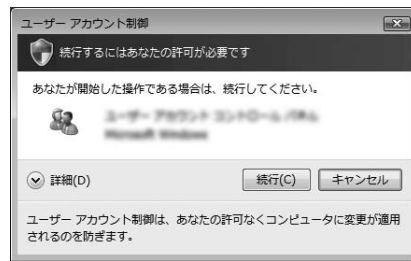 ユーザー アカウント制御
続行するにはあなたの許可が必要です
あなたが開始した操作である場合は、続行してください。
詳細(D)
続行(C)
キャンセル
ユーザー アカウント制御は、あなたの許可なくコンピュータに変更が適用
されるのを防ぎます。